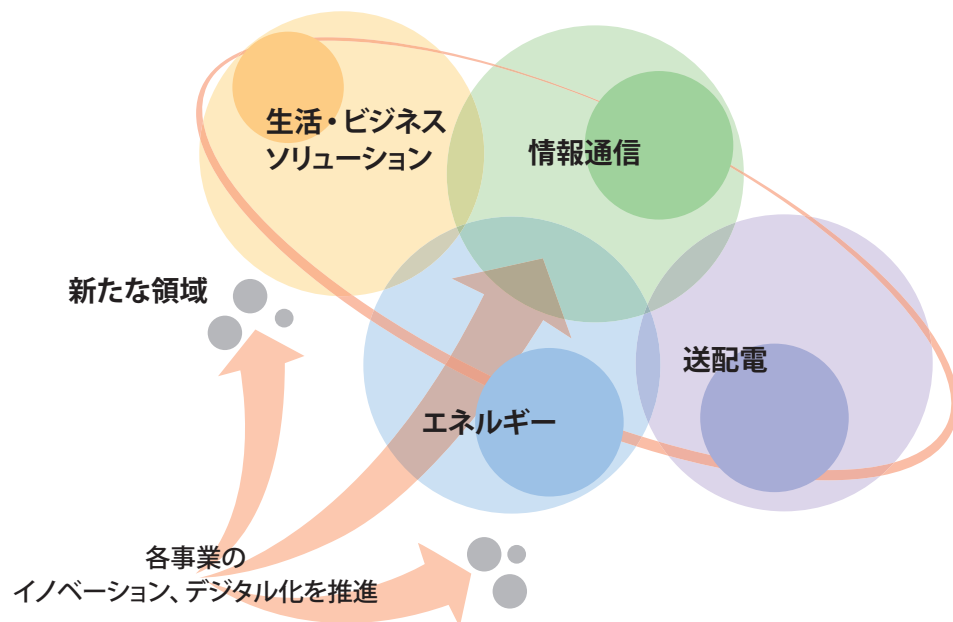 生活・ビジネス
ソリューション
情報通信
新たな領域
送配電
エネルギー
各事業の
イノベーション、デジタル化を推進